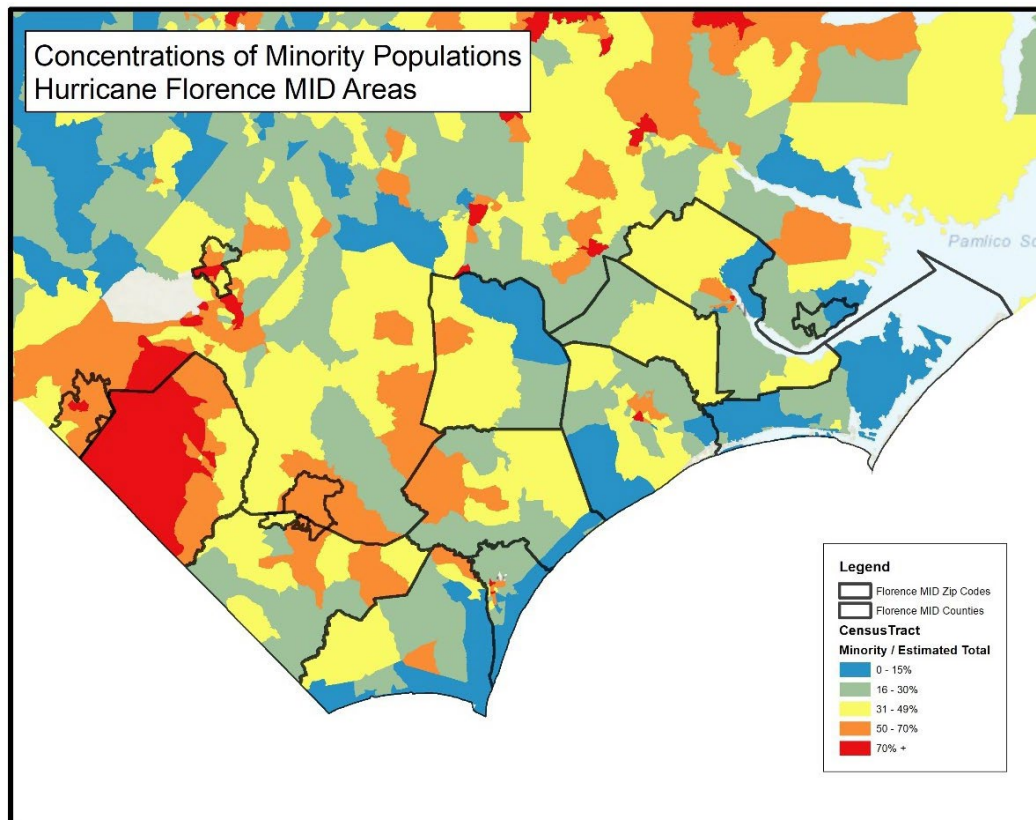 Concentrations of Minority Populations
Hurricane Florence MID Areas
Pamlico So
Legend
Florence MID Zip Codes
Florence MID Counties
CensusTract
Minority / Estimated Total
0 - 15%
16 - 30%
31 - 49%
50 - 70%
70% +